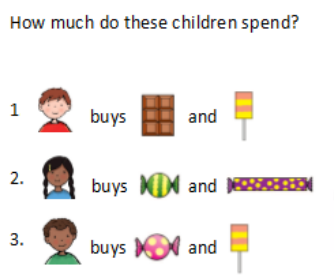 How much do these children spend?
1 buys and
2. buys and
3. buys and